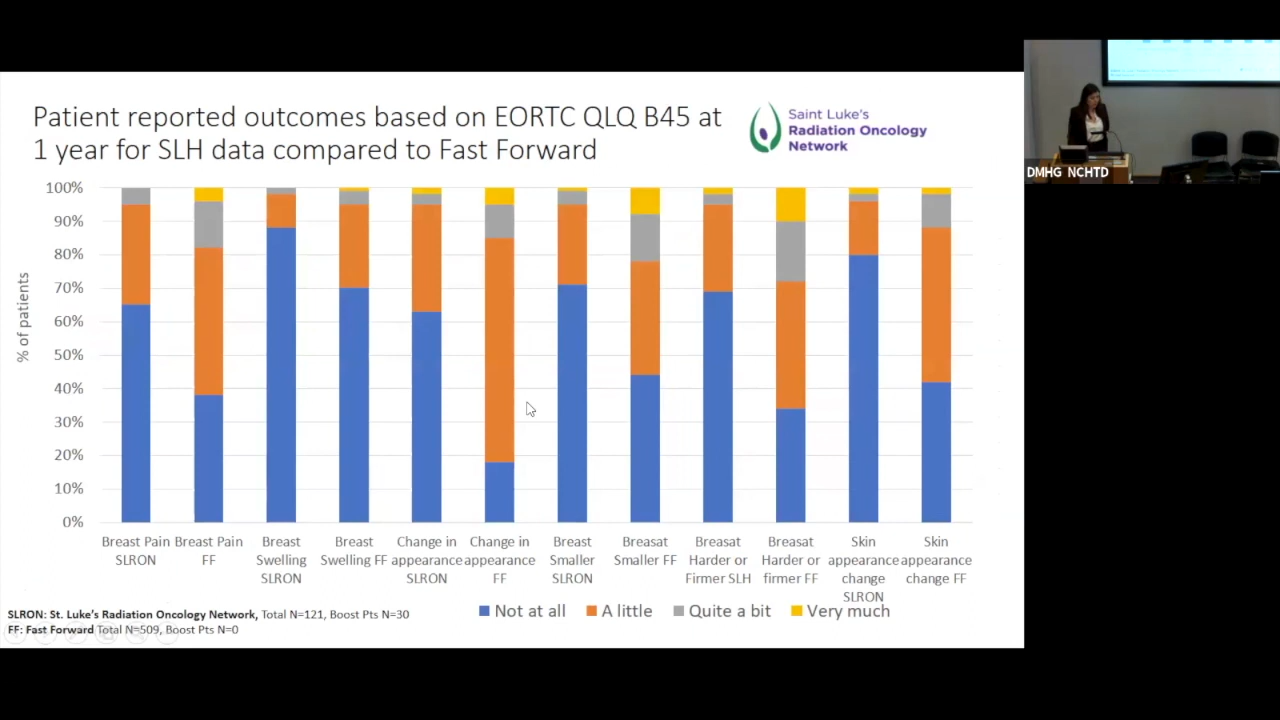 Patient reported outcomes based on EORTC QLQ B45 at
1 year for SLH data compared to Fast Forward
Saint Luke's
Radiation Oncology
Network
DMHG NCHTD
% of patients
100%
90%
80%
70%
60%
50%
40%
30%
20%
10%
0%
Breast Pain SLRON
Breast Pain FF
Breast Swelling SLRON
Breast Swelling FF
Change in appearance SLRON
Change in appearance FF
Breast Smaller SLRON
Breasat Smaller FF
Breasat Harder or Firmer SLH
Breasat Harder or firmer FF
Skin appearance change SLRON
Skin appearance change FF
Not at all
A little
Quite a bit
Very much
SLRON: St. Luke's Radiation Oncology Network, Total N=121, Boost Pts N=30
FF: Fast Forward Total N=509, Boost Pts N=0